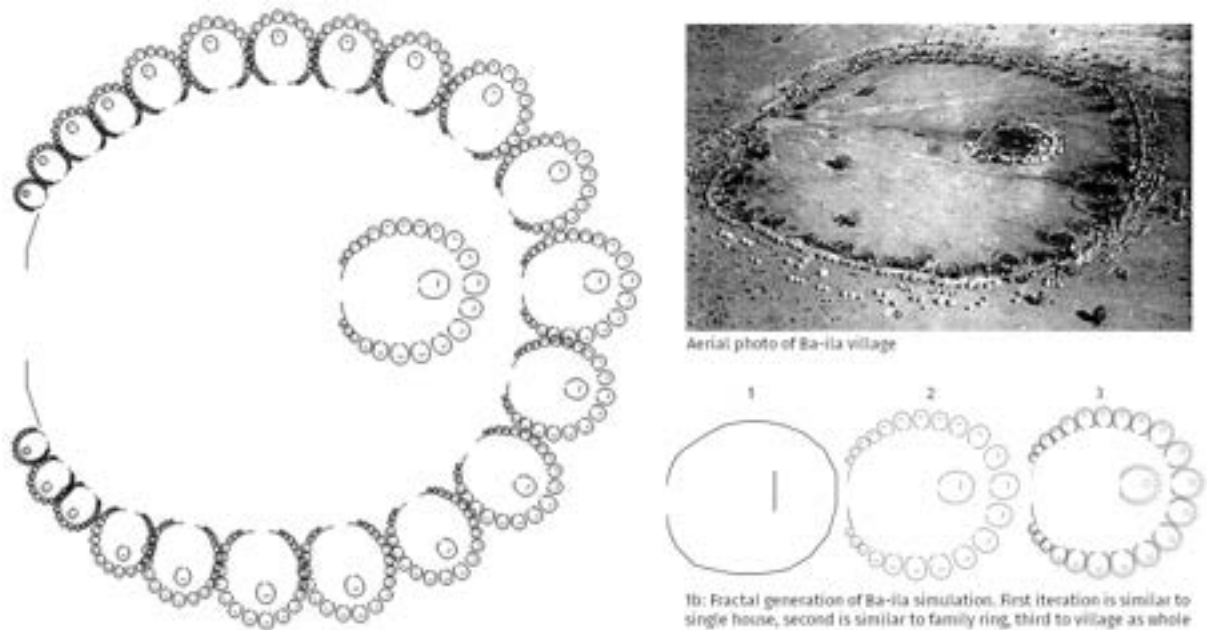 Aerial photo of Ba-ila village
1 2 3
1b: Fractal generation of Ba-ila simulation. First iteration is similar to
single house, second is similar to family ring, third to village as whole